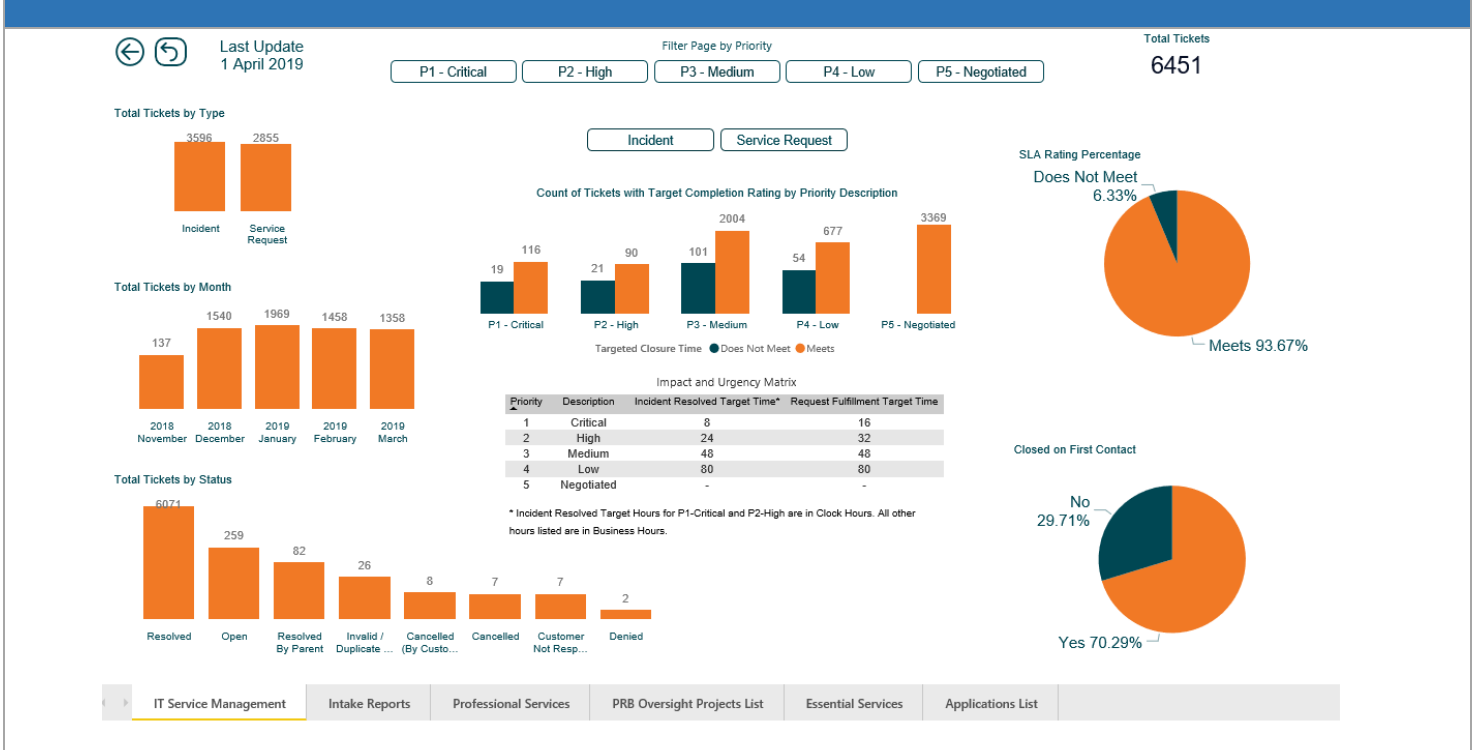 Last Update
1 April 2019
Filter Page by Priority
P1 - Critical
P2 - High
P3 - Medium
P4 - Low
P5 - Negotiated
Total Tickets
6451
Total Tickets by Type
3596 2855
Incident Service
Request
Incident
Service Request
Count of Tickets with Target Completion Rating by Priority Description
19 116 21 90 101 2004 54 677 3369
P1 - Critical P2 - High P3 - Medium P4 - Low P5 - Negotiated
Targeted Closure Time Does Not Meet Meets
SLA Rating Percentage
Does Not Meet
6.33%
Meets 93.67%
Total Tickets by Month
137 1540 1969 1458 1358
2018 2018 2019 2019 2019
November December January February March
Impact and Urgency Matrix
Priority Description Incident Resolved Target Time* Request Fulfillment Target Time
1 Critical 8 16
2 High 24 32
3 Medium 48 48
4 Low 80 80
5 Negotiated - -
* Incident Resolved Target Hours for P1-Critical and P2-High are in Clock Hours. All other
hours listed are in Business Hours.
Closed on First Contact
No
29.71%
Yes 70.29%
Total Tickets by Status
6071 259 82 26 8 7 7 2
Resolved Open Resolved Invalid / Cancelled Cancelled Customer Denied
By Parent Duplicate ... (By Custo... Not Resp...
IT Service Management
Intake Reports
Professional Services
PRB Oversight Projects List
Essential Services
Applications List